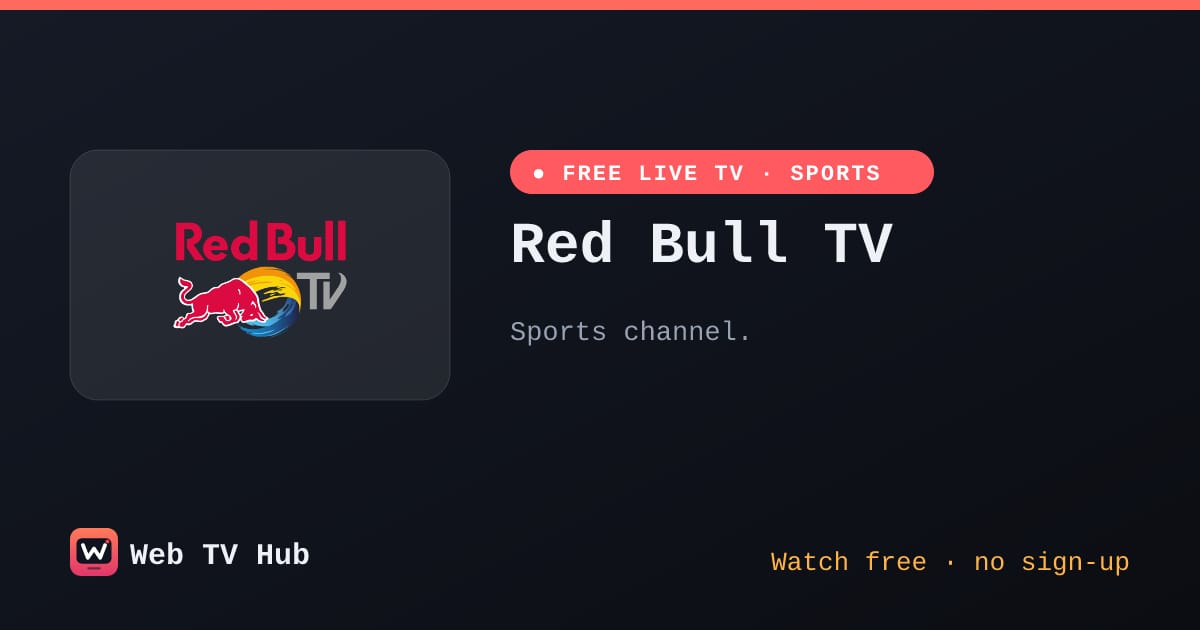 Red Bull
TV
● FREE LIVE TV · SPORTS
Red Bull TV
Sports channel.
W
Web TV Hub
Watch free · no sign-up